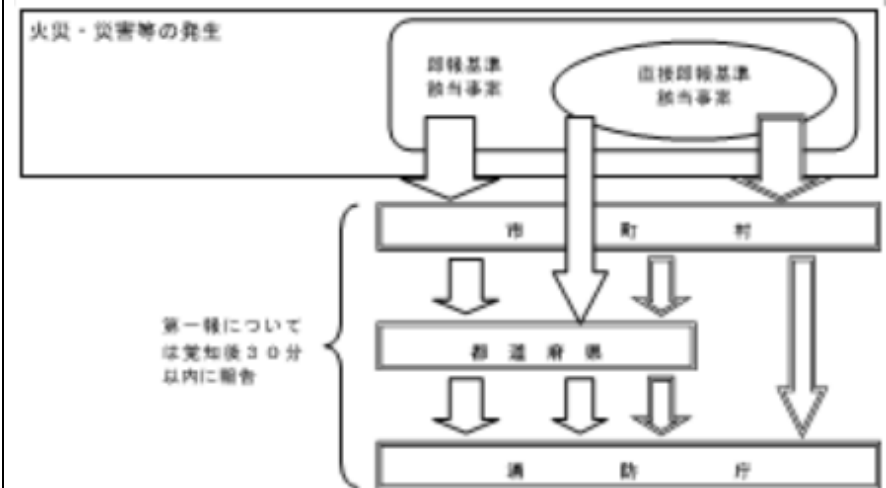 火災・災害等の発生
即報基準
該当事案
直接即報基準
該当事案
市町村
第一報について
は覚知後30分
以内に報告
都道府県
消防庁